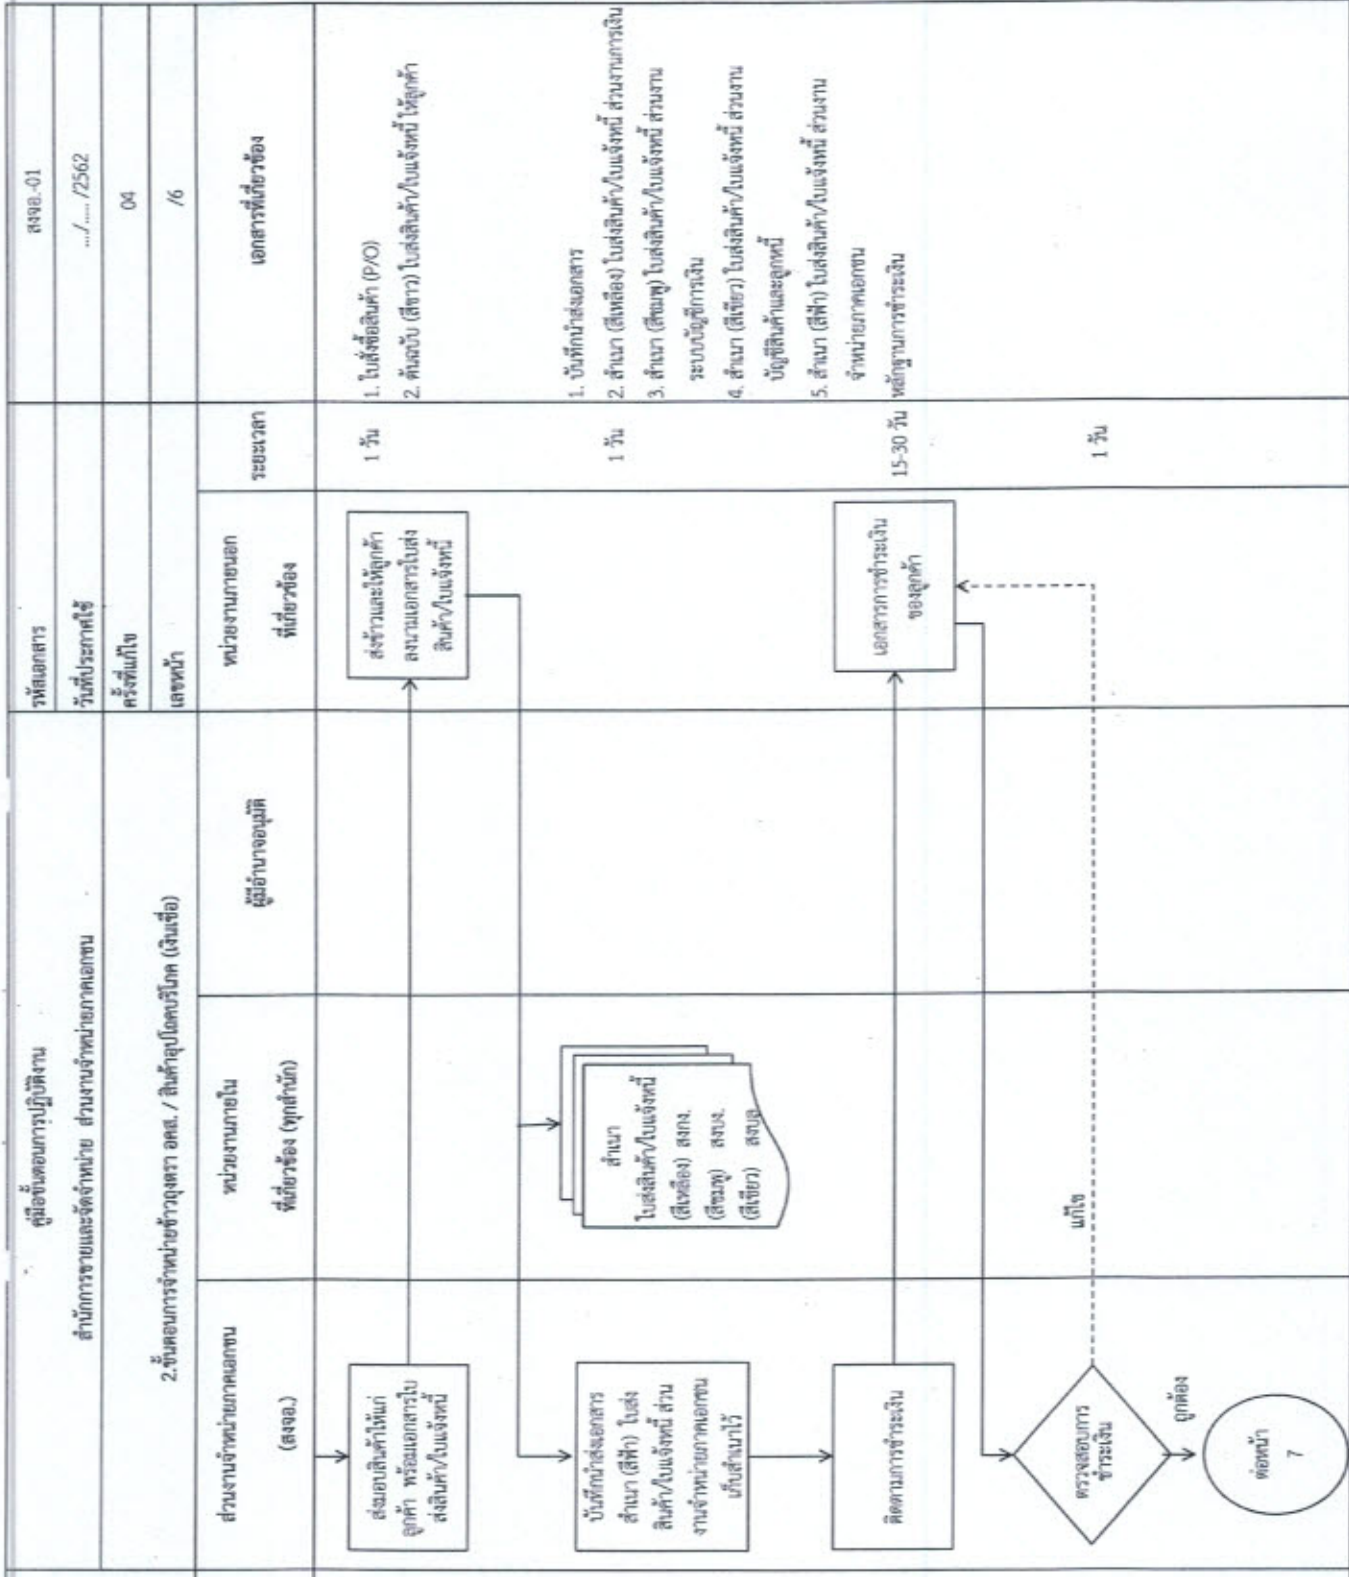 คู่มือขั้นตอนการปฏิบัติงาน
สำนักการขายและจัดจำหน่าย ส่วนงานจำหน่ายภาคเอกชน
2.ขั้นตอนการจำหน่ายข้าวถุงตรา อคส. / สินค้าอุปโภคบริโภค (เงินเชื่อ)
รหัสเอกสาร
สงจอ.-01
วันที่ประกาศใช้
..../..... /2562
ครั้งที่แก้ไข
04
เลขหน้า
/6
ส่วนงานจำหน่ายภาคเอกชน
(สงจอ.)
หน่วยงานภายใน
ที่เกี่ยวข้อง (ทุกสำนัก)
ผู้มีอำนาจอนุมัติ
หน่วยงานภายนอก
ที่เกี่ยวข้อง
ระยะเวลา
เอกสารที่เกี่ยวข้อง
ส่งมอบสินค้าให้แก่
ลูกค้า พร้อมเอกสารใบ
ส่งสินค้า/ใบแจ้งหนี้
ส่งข้าวและให้ลูกค้า
ลงนามเอกสารใบส่ง
สินค้า/ใบแจ้งหนี้
1 วัน
1. ใบสั่งซื้อสินค้า (P/O)
2. ต้นฉบับ (สีขาว) ใบส่งสินค้า/ใบแจ้งหนี้ ให้ลูกค้า
บันทึกนำส่งเอกสาร
สำเนา (สีฟ้า) ใบส่ง
สินค้า/ใบแจ้งหนี้ ส่วน
งานจำหน่ายภาคเอกชน
เก็บสำเนาไว้
สำเนา
ใบส่งสินค้า/ใบแจ้งหนี้
(สีเหลือง) สงกง.
(สีชมพู) สงบง.
(สีเขียว) สงบล.
1 วัน
1. บันทึกนำส่งเอกสาร
2. สำเนา (สีเหลือง) ใบส่งสินค้า/ใบแจ้งหนี้ ส่วนงานการเงิน
3. สำเนา (สีชมพู) ใบส่งสินค้า/ใบแจ้งหนี้ ส่วนงาน
ระบบบัญชีการเงิน
4. สำเนา (สีเขียว) ใบส่งสินค้า/ใบแจ้งหนี้ ส่วนงาน
บัญชีสินค้าและลูกหนี้
5. สำเนา (สีฟ้า) ใบส่งสินค้า/ใบแจ้งหนี้ ส่วนงาน
จำหน่ายภาคเอกชน
ติดตามการชำระเงิน
เอกสารการชำระเงิน
ของลูกค้า
15-30 วัน
หลักฐานการชำระเงิน
ตรวจสอบการ
ชำระเงิน
แก้ไข
1 วัน
ถูกต้อง
ต่อหน้า
7